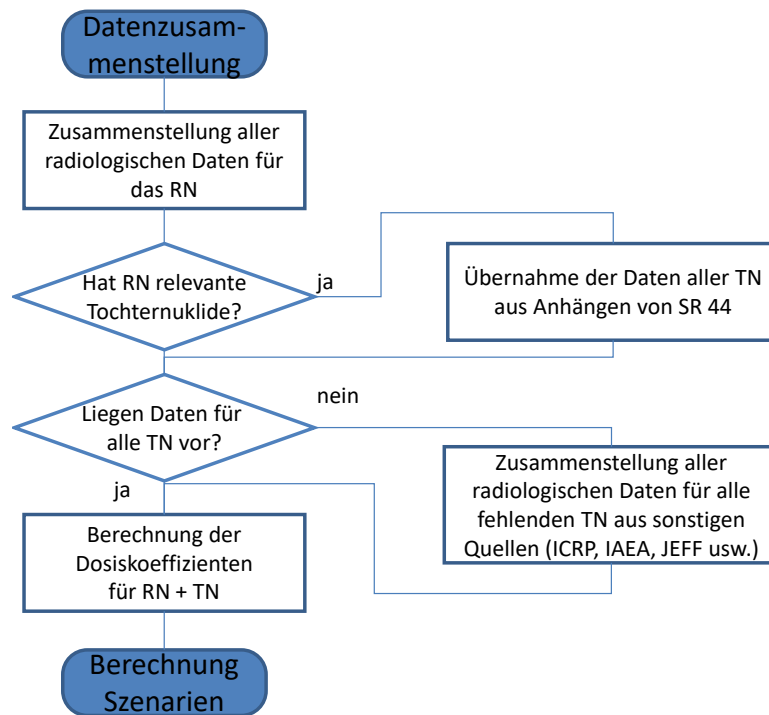 Datenzusam-
menstellung
Zusammenstellung aller
radiologischen Daten für
das RN
Hat RN relevante
Tochternuklide?
ja
Übernahme der Daten aller TN
aus Anhängen von SR 44
Liegen Daten für
alle TN vor?
nein
ja
Zusammenstellung aller
radiologischen Daten für alle
fehlenden TN aus sonstigen
Quellen (ICRP, IAEA, JEFF usw.)
Berechnung der
Dosiskoeffizienten
für RN + TN
Berechnung
Szenarien